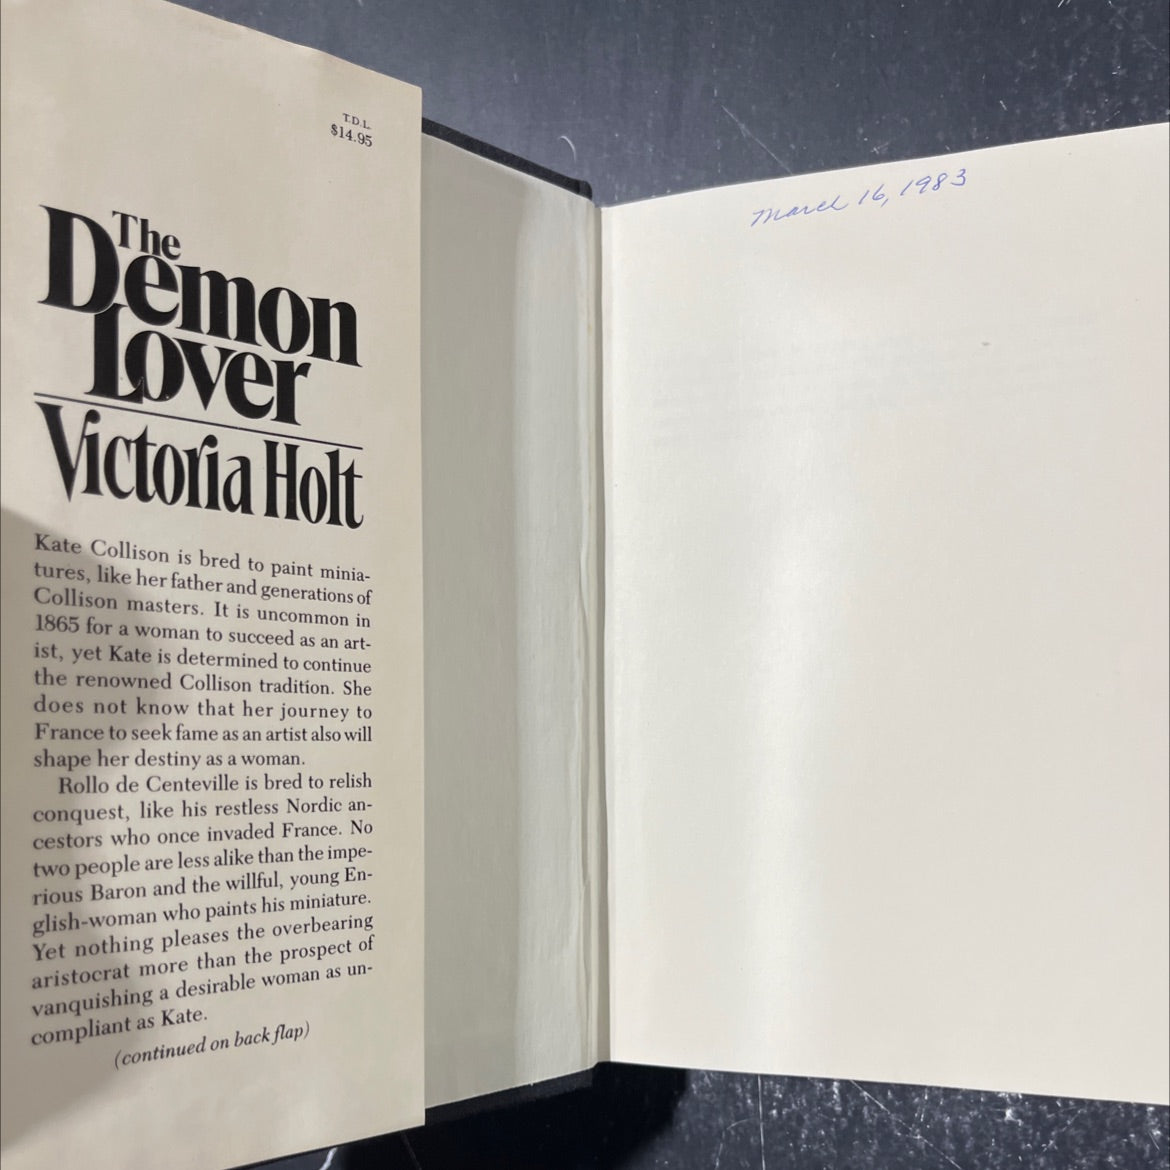 T.D.L.
$14.95
The
Demon
Lover
Victoria Holt
Kate Collison is bred to paint minia-
tures, like her father and generations of
Collison masters. It is uncommon in
1865 for a woman to succeed as an art-
ist, yet Kate is determined to continue
the renowned Collison tradition. She
does not know that her journey to
France to seek fame as an artist also will
shape her destiny as a woman.
Rollo de Centeville is bred to relish
conquest, like his restless Nordic an-
cestors who once invaded France. No
two people are less alike than the impe-
rious Baron and the willful, young En-
glish-woman who paints his miniature.
Yet nothing pleases the overbearing
aristocrat more than the prospect of
vanquishing a desirable woman as un-
compliant as Kate.
(continued on back flap)
March 16, 1983